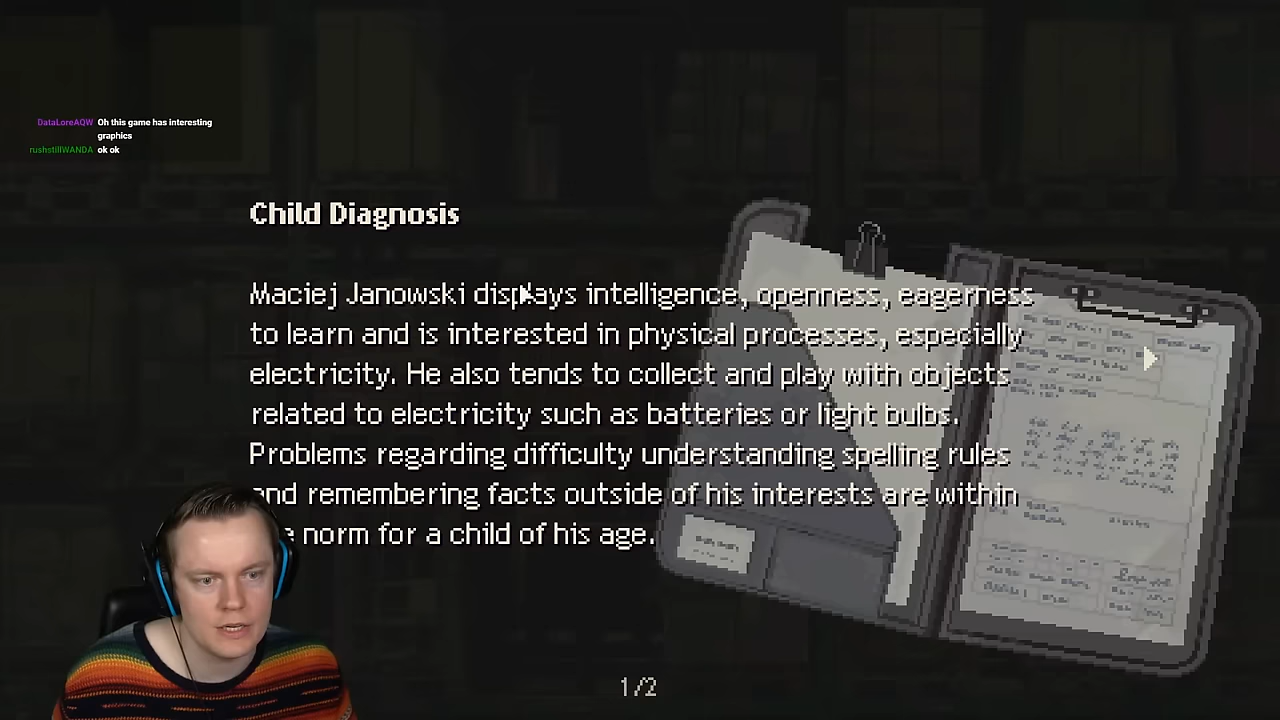 DataLoreAQW Oh this game has interesting
graphics
rushstillWANDA ok ok
Child Diagnosis
Maciej Janowski displays intelligence, openness, eagerness
to learn and is interested in physical processes, especially
electricity. He also tends to collect and play with objects
related to electricity such as batteries or light bulbs.
Problems regarding difficulty understanding spelling rules
and remembering facts outside of his interests are within
e norm for a child of his age.
1/2